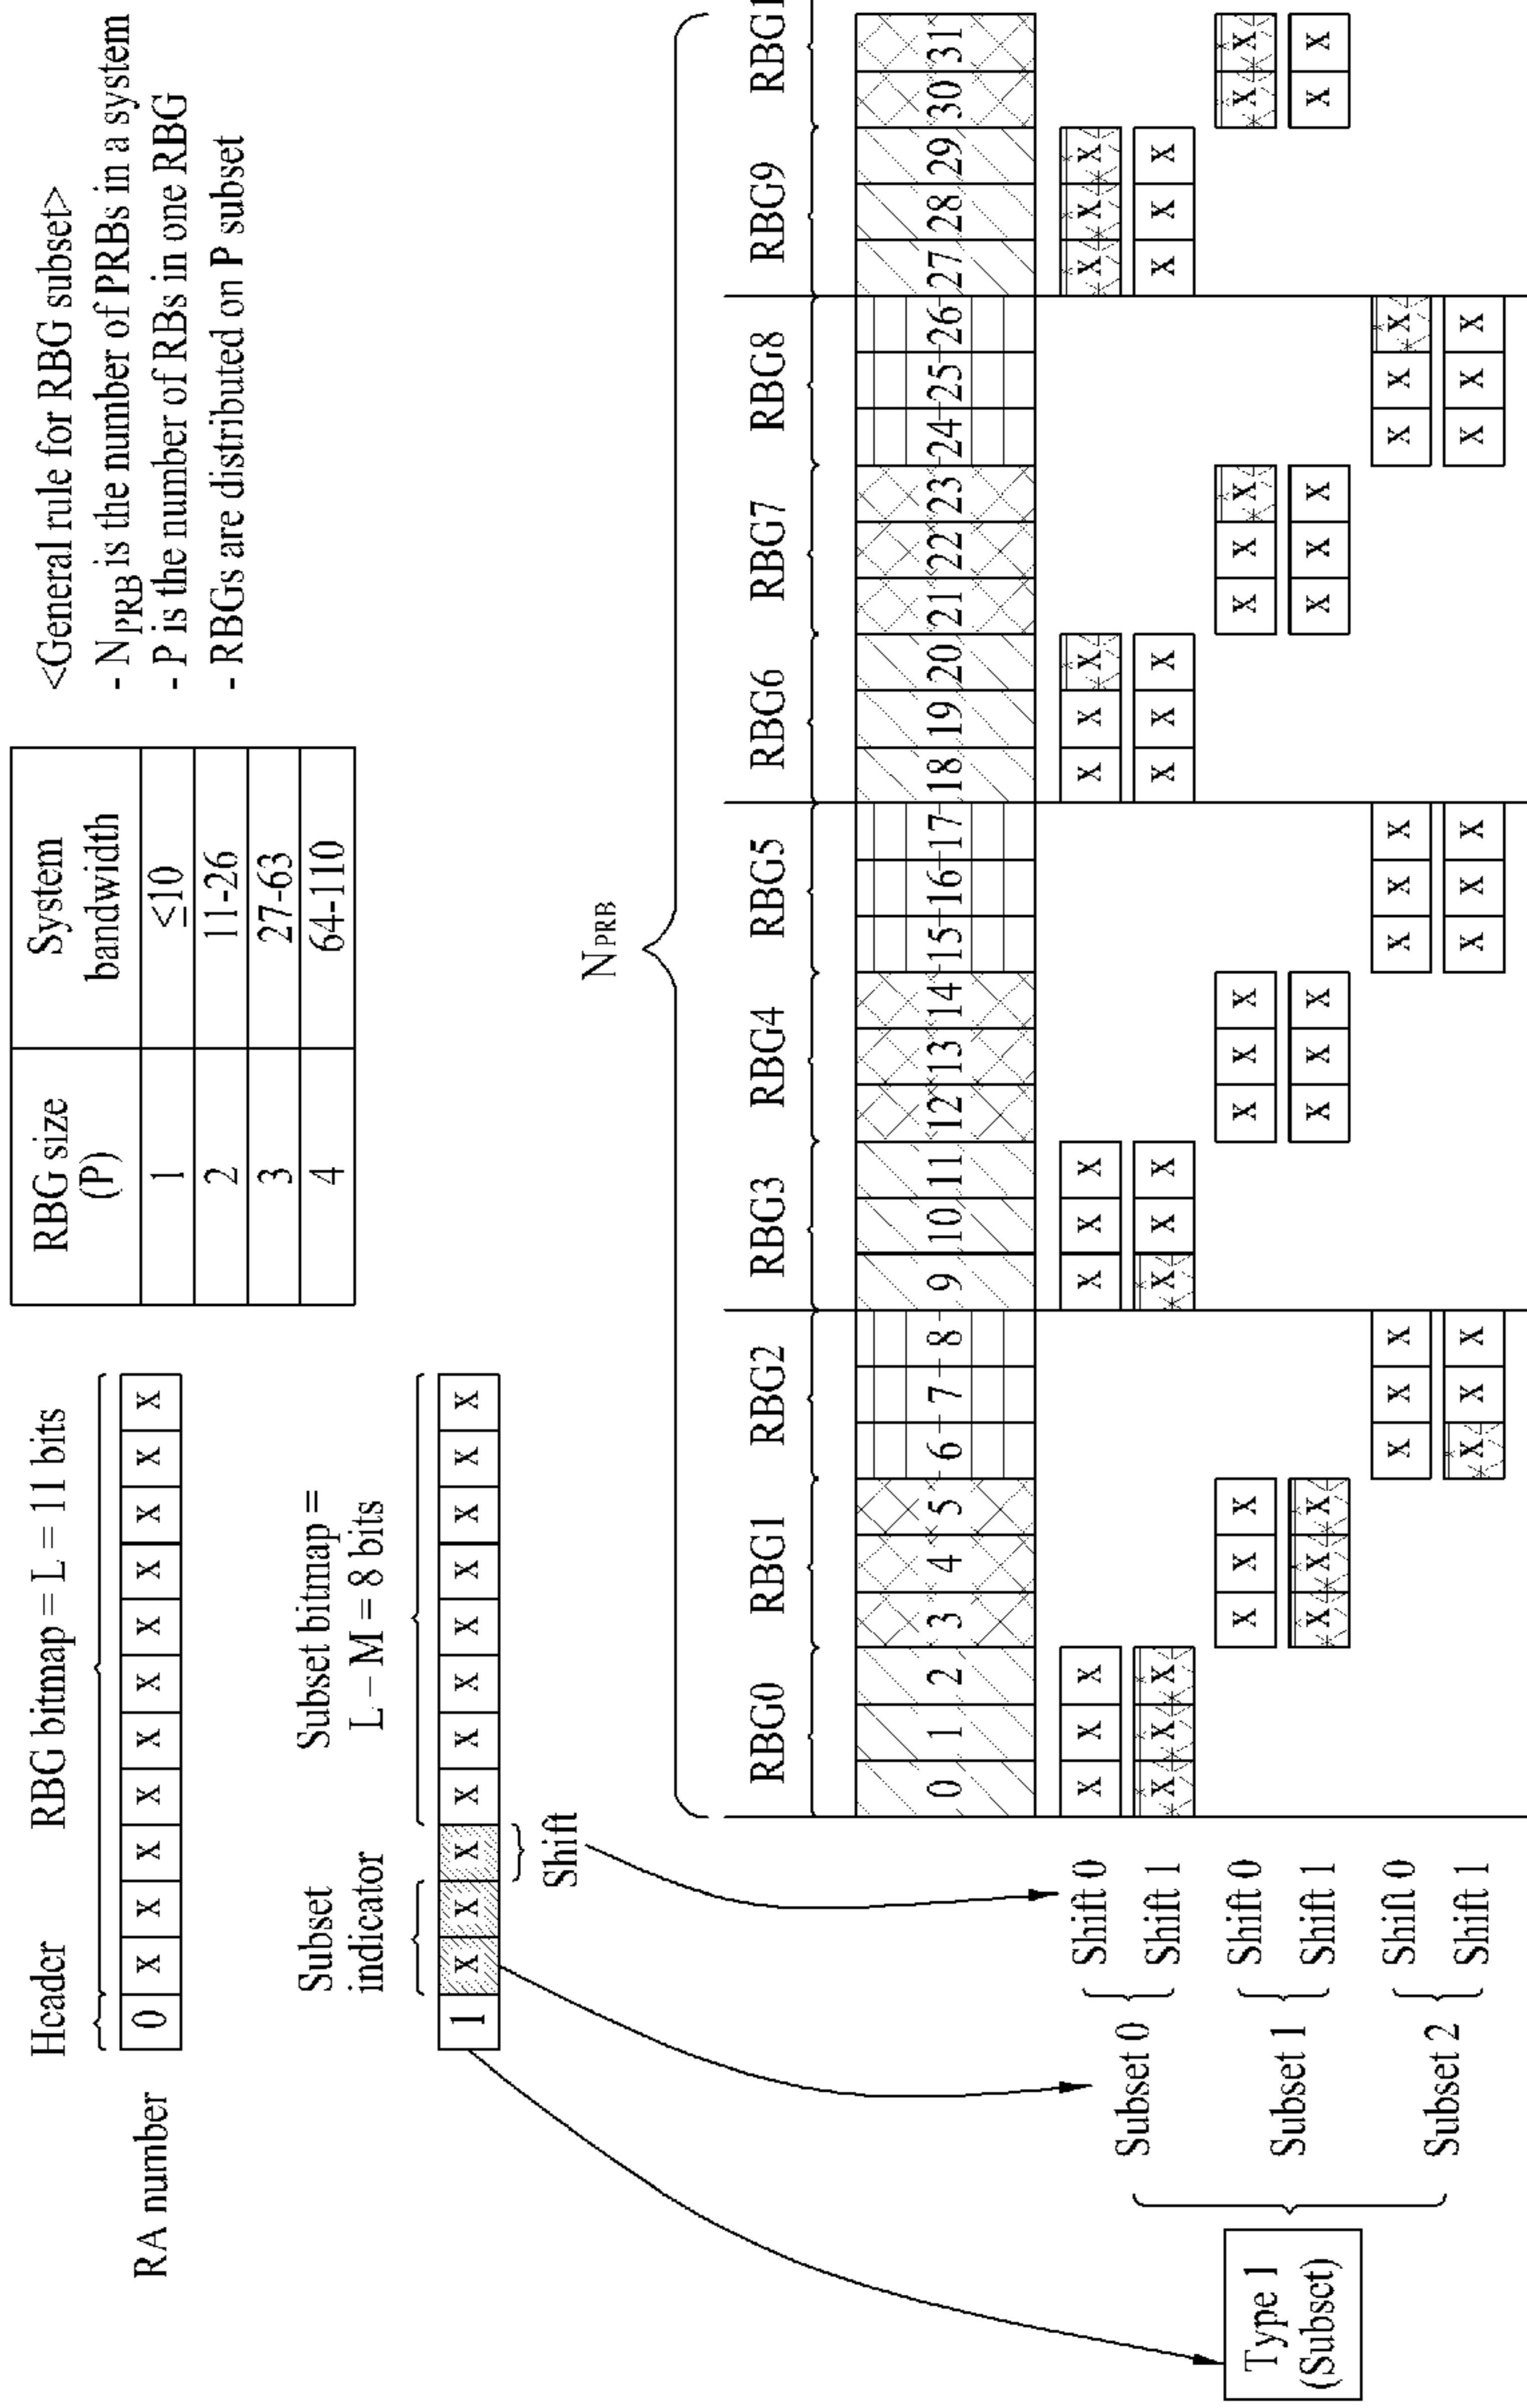 Header RBG bitmap = L = 11 bits
RA number
0 X X X X X X X X X X X
Subset indicator
Subset bitmap =
L – M = 8 bits
1 X X X X X X X X X X X
Shift
RBG size (P) System bandwidth
1 ≤10
2 11-26
3 27-63
4 64-110
<General rule for RBG subset>
- NPRB is the number of PRBs in a system
- P is the number of RBs in one RBG
- RBGs are distributed on P subset
NPRB
RBG0 RBG1 RBG2 RBG3 RBG4 RBG5 RBG6 RBG7 RBG8 RBG9
0 1 2 3 4 5 6 7 8 9 10 11 12 13 14 15 16 17 18 19 20 21 22 23 24 25 26 27 28 29 30 31
Type 1
(Subset)
Subset 0
Shift 0 X X X X X X X X X X X X
Shift 1 X X X X X X X X X X X X
Subset 1
Shift 0 X X X X X X X X X X X
Shift 1 X X X X X X X X X X X
Subset 2
Shift 0 X X X X X X X X X
Shift 1 X X X X X X X X X